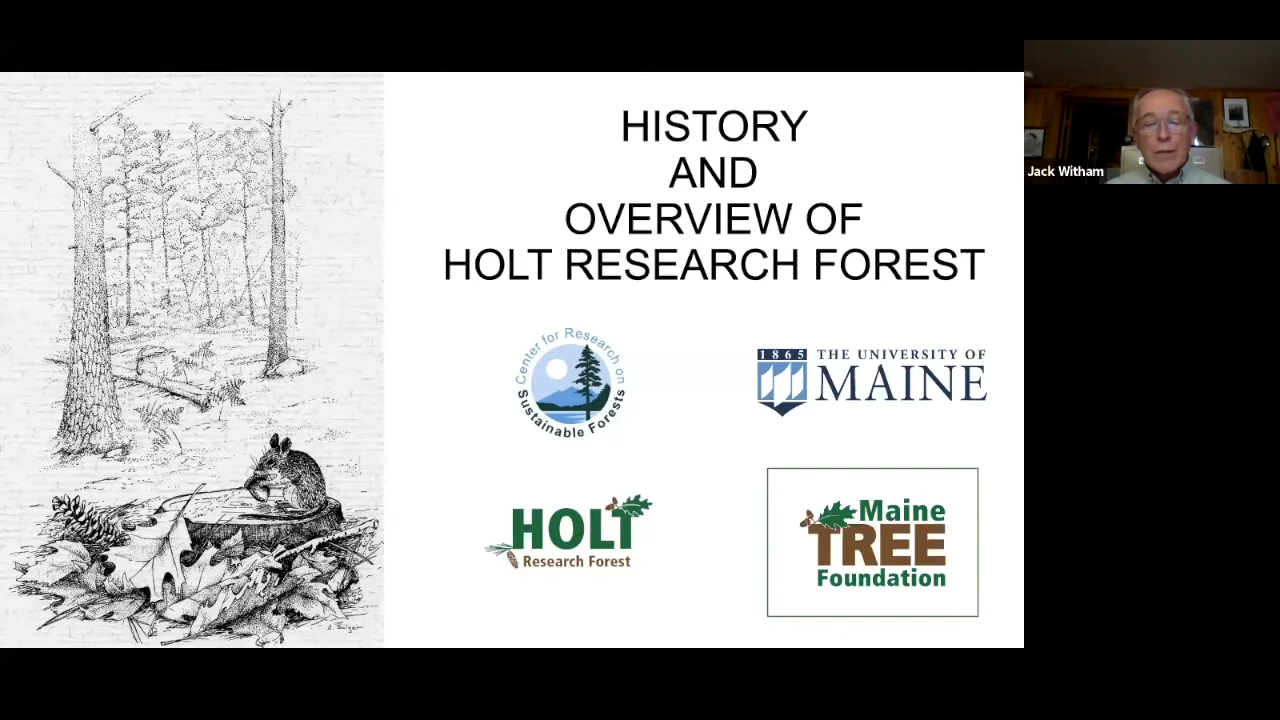 HISTORY
AND
OVERVIEW OF
HOLT RESEARCH FOREST
Jack Witham
Center for Research on
Sustainable Forests
1865
THE UNIVERSITY OF
MAINE
HOLT
Research Forest
Maine
TREE
Foundation